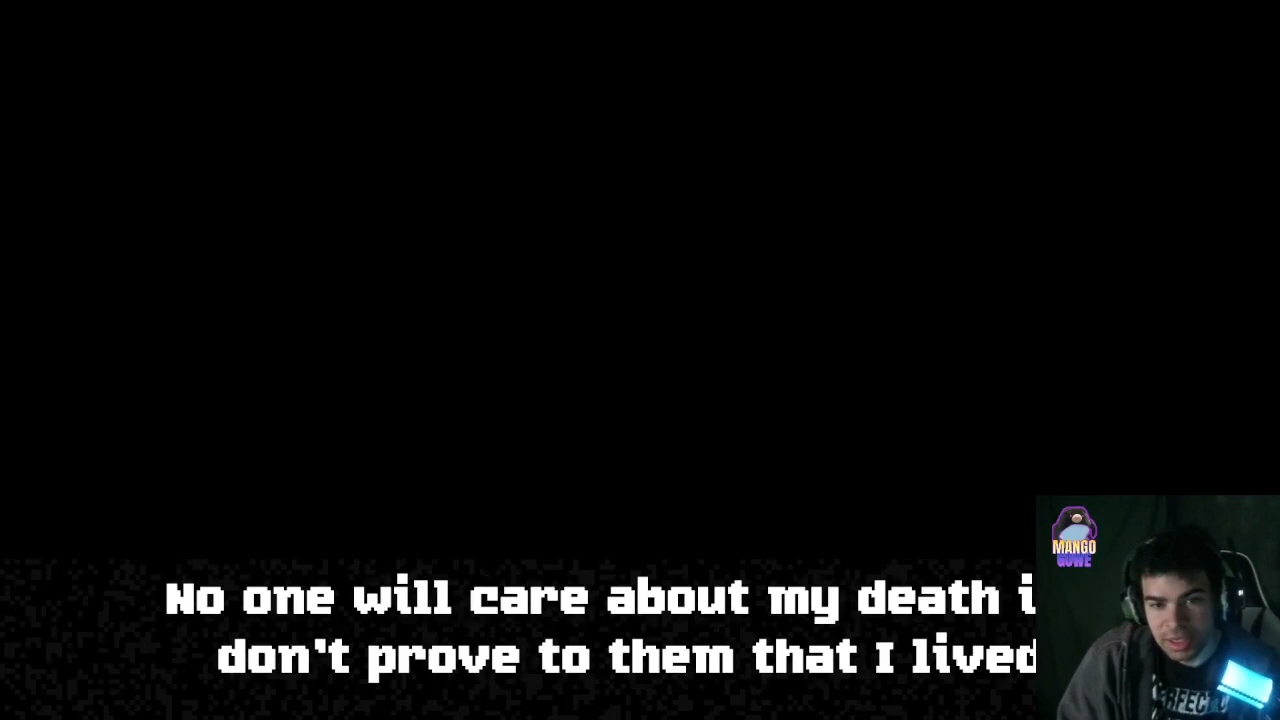 No one will care about my death i
don't prove to them that I lived
MANGO